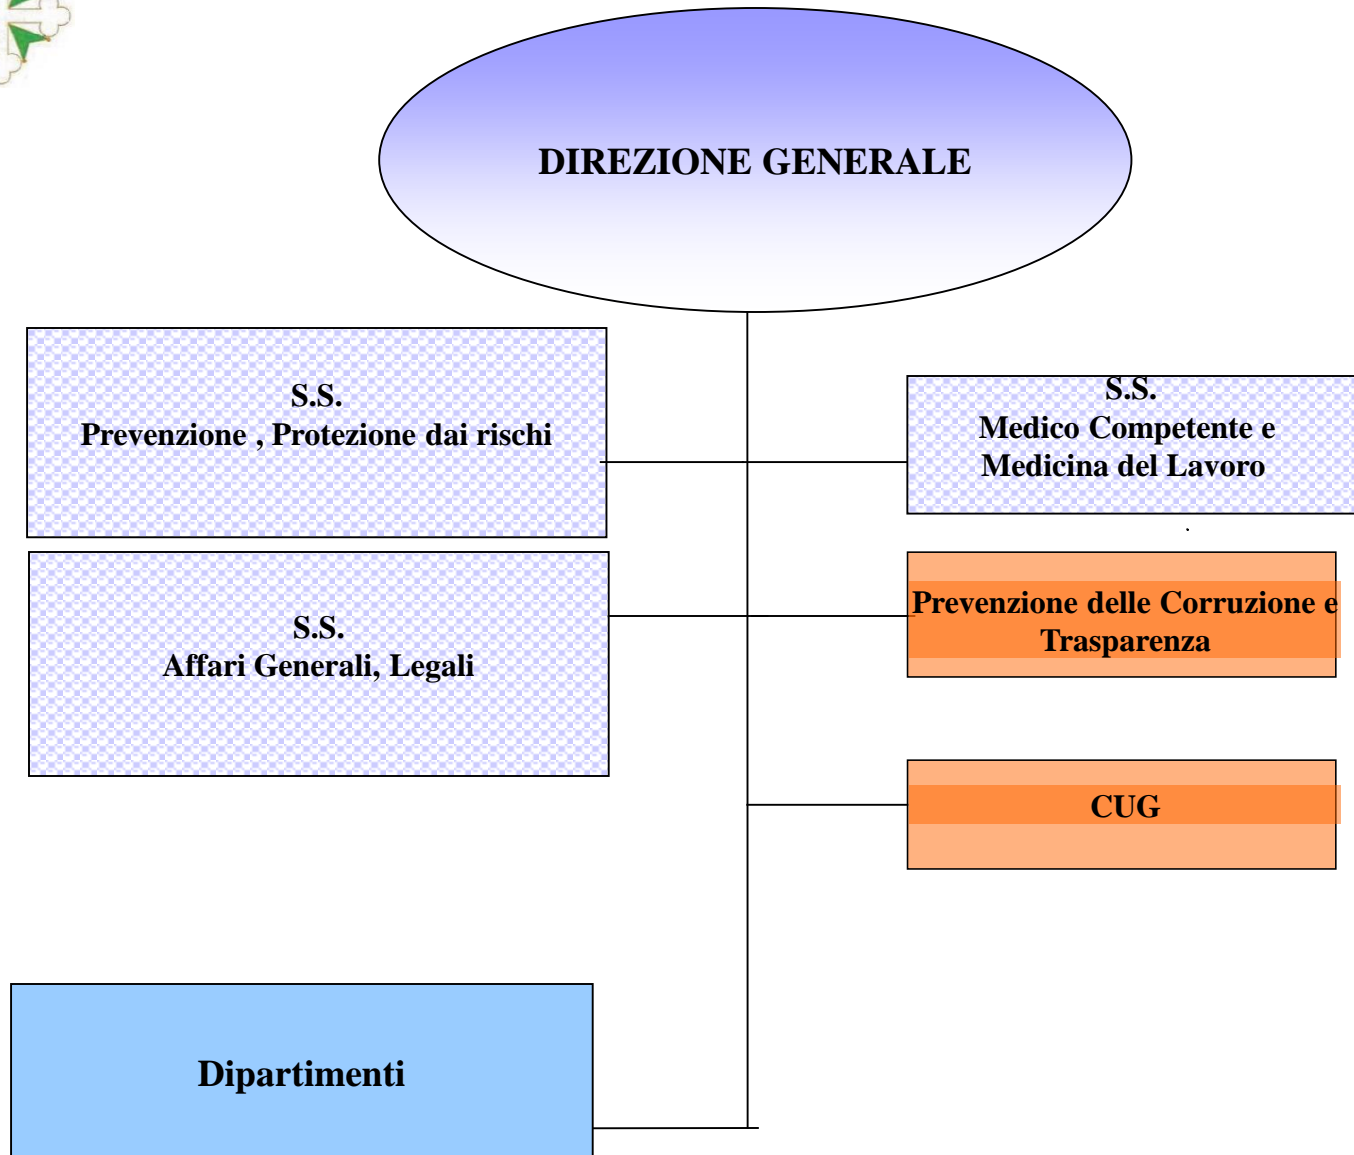 DIREZIONE GENERALE
S.S.
Prevenzione , Protezione dai rischi
S.S.
Medico Competente e
Medicina del Lavoro
.
S.S.
Affari Generali, Legali
Prevenzione delle Corruzione e
Trasparenza
CUG
Dipartimenti